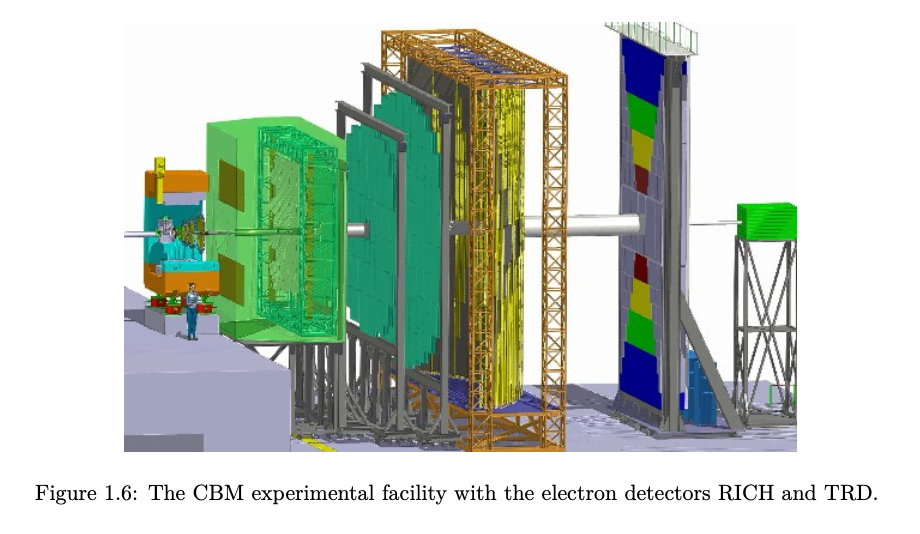 Figure 1.6: The CBM experimental facility with the electron detectors RICH and TRD.